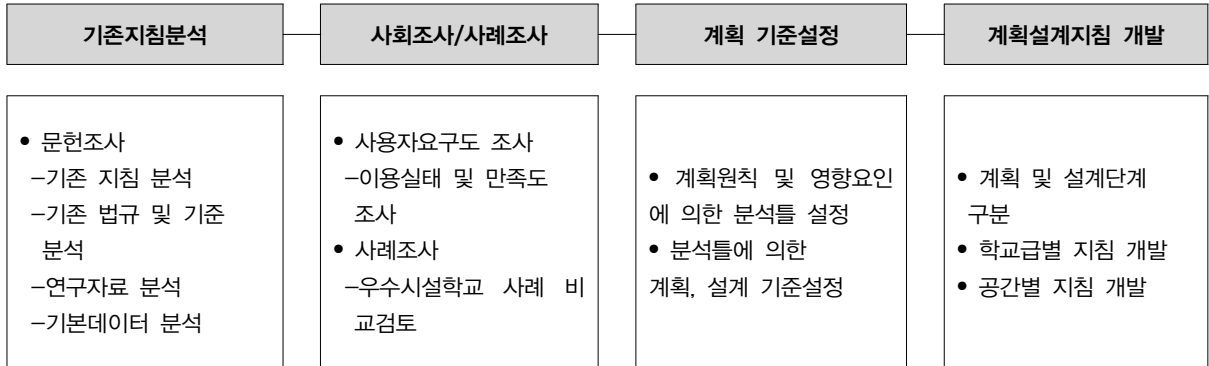 기존지침분석
사회조사/사례조사
계획 기준설정
계획설계지침 개발
• 문헌조사
–기존 지침 분석
–기존 법규 및 기준
분석
–연구자료 분석
–기본데이터 분석
• 사용자요구도 조사
–이용실태 및 만족도
조사
• 사례조사
–우수시설학교 사례 비
교검토
• 계획원칙 및 영향요인
에 의한 분석틀 설정
• 분석틀에 의한
계획, 설계 기준설정
• 계획 및 설계단계
구분
• 학교급별 지침 개발
• 공간별 지침 개발